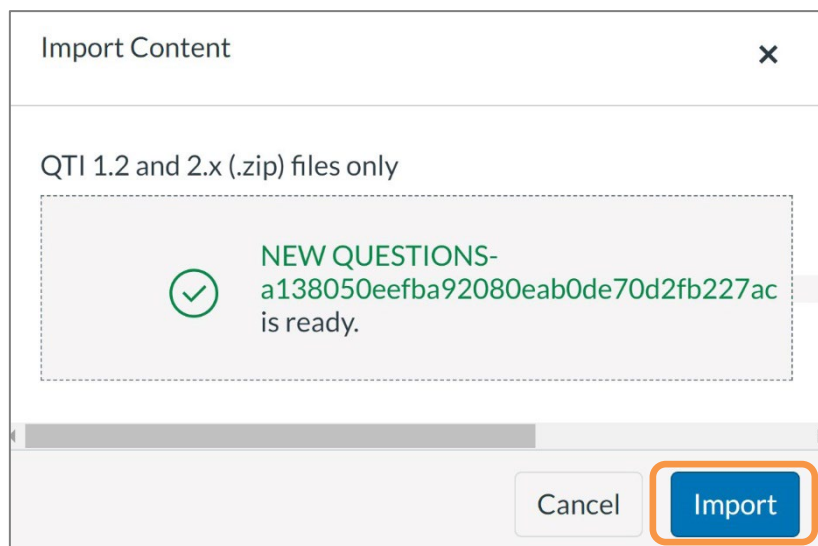 Import Content
QTI 1.2 and 2.x (.zip) files only
NEW QUESTIONS-
a138050eefba92080eab0de70d2fb227ac
is ready.
Cancel
Import